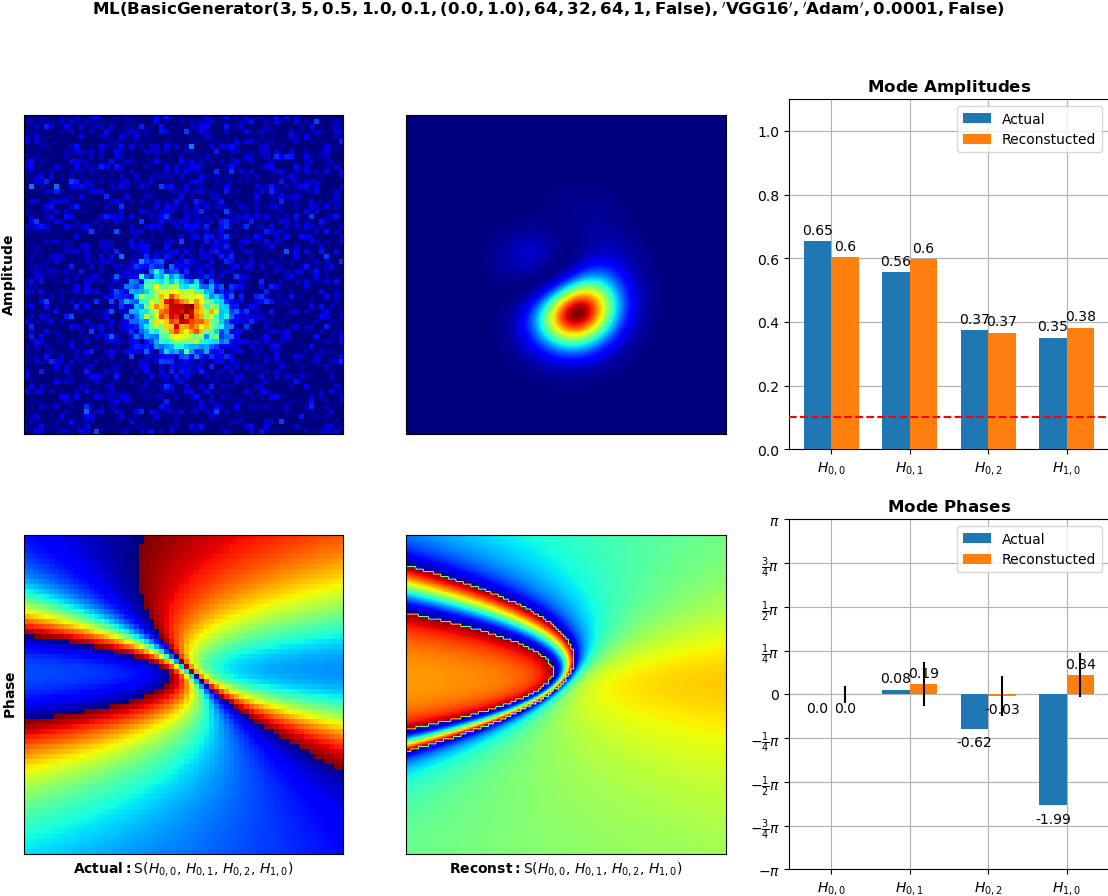 ML(BasicGenerator(3, 5, 0.5, 1.0, 0.1, (0.0, 1.0), 64, 32, 64, 1, False), ′VGG16′, ′Adam′, 0.0001, False)
Amplitude
Mode Amplitudes
Actual
Reconstucted
1.0
0.8
0.6
0.4
0.2
0.0
0.65
0.6
0.56
0.6
0.37
0.37
0.35
0.38
H0,0
H0,1
H0,2
H1,0
Phase
Actual: S(H0,0, H0,1, H0,2, H1,0)
Reconst: S(H0,0, H0,1, H0,2, H1,0)
Mode Phases
Actual
Reconstucted
π
3/4π
1/2π
1/4π
0
−1/4π
−1/2π
−3/4π
−π
0.0
0.0
0.08
0.19
-0.62
-0.03
-1.99
0.34
H0,0
H0,1
H0,2
H1,0